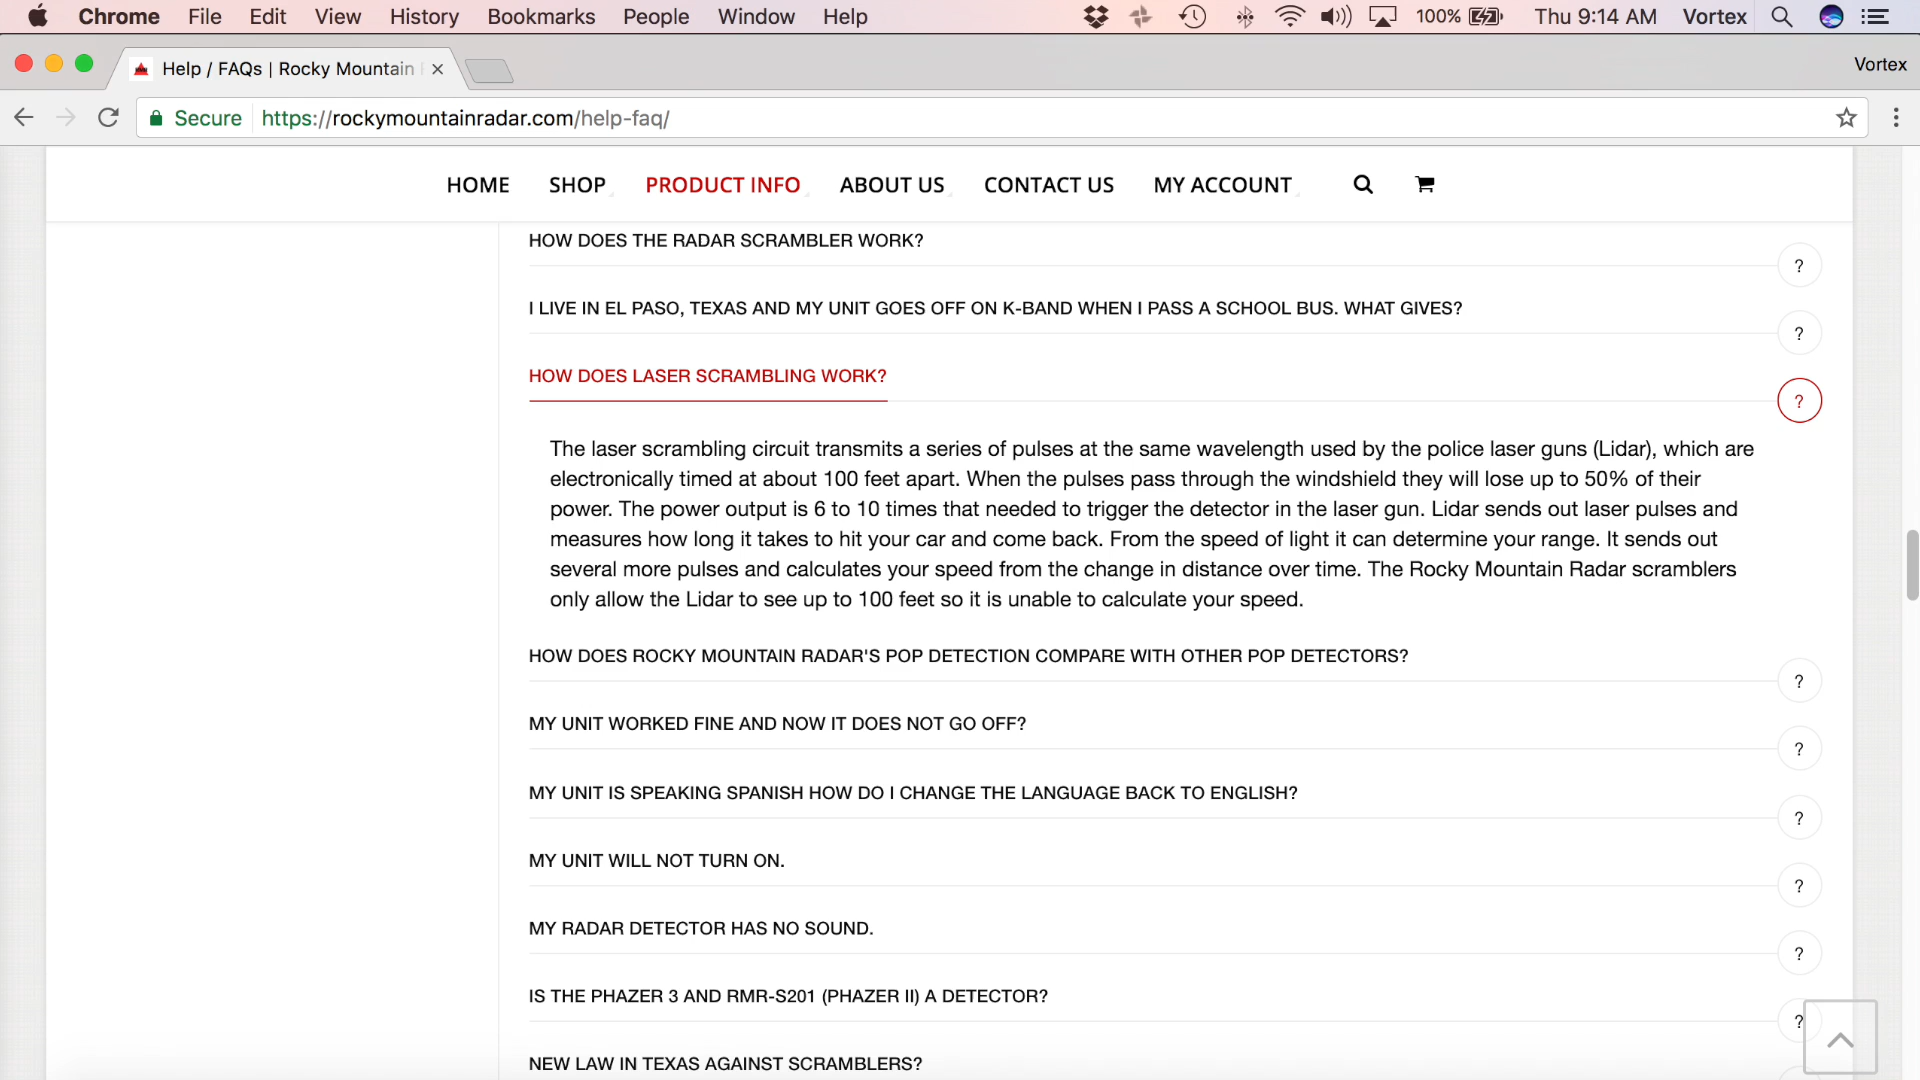 Chrome File Edit View History Bookmarks People Window Help 100% Thu 9:14 AM Vortex
Help / FAQs | Rocky Mountain
Vortex
Secure https://rockymountainradar.com/help-faq/
HOME SHOP PRODUCT INFO ABOUT US CONTACT US MY ACCOUNT
HOW DOES THE RADAR SCRAMBLER WORK?
?
I LIVE IN EL PASO, TEXAS AND MY UNIT GOES OFF ON K-BAND WHEN I PASS A SCHOOL BUS. WHAT GIVES?
?
HOW DOES LASER SCRAMBLING WORK?
?
The laser scrambling circuit transmits a series of pulses at the same wavelength used by the police laser guns (Lidar), which are
electronically timed at about 100 feet apart. When the pulses pass through the windshield they will lose up to 50% of their
power. The power output is 6 to 10 times that needed to trigger the detector in the laser gun. Lidar sends out laser pulses and
measures how long it takes to hit your car and come back. From the speed of light it can determine your range. It sends out
several more pulses and calculates your speed from the change in distance over time. The Rocky Mountain Radar scramblers
only allow the Lidar to see up to 100 feet so it is unable to calculate your speed.
HOW DOES ROCKY MOUNTAIN RADAR'S POP DETECTION COMPARE WITH OTHER POP DETECTORS?
?
MY UNIT WORKED FINE AND NOW IT DOES NOT GO OFF?
?
MY UNIT IS SPEAKING SPANISH HOW DO I CHANGE THE LANGUAGE BACK TO ENGLISH?
?
MY UNIT WILL NOT TURN ON.
?
MY RADAR DETECTOR HAS NO SOUND.
?
IS THE PHAZER 3 AND RMR-S201 (PHAZER II) A DETECTOR?
?
NEW LAW IN TEXAS AGAINST SCRAMBLERS?